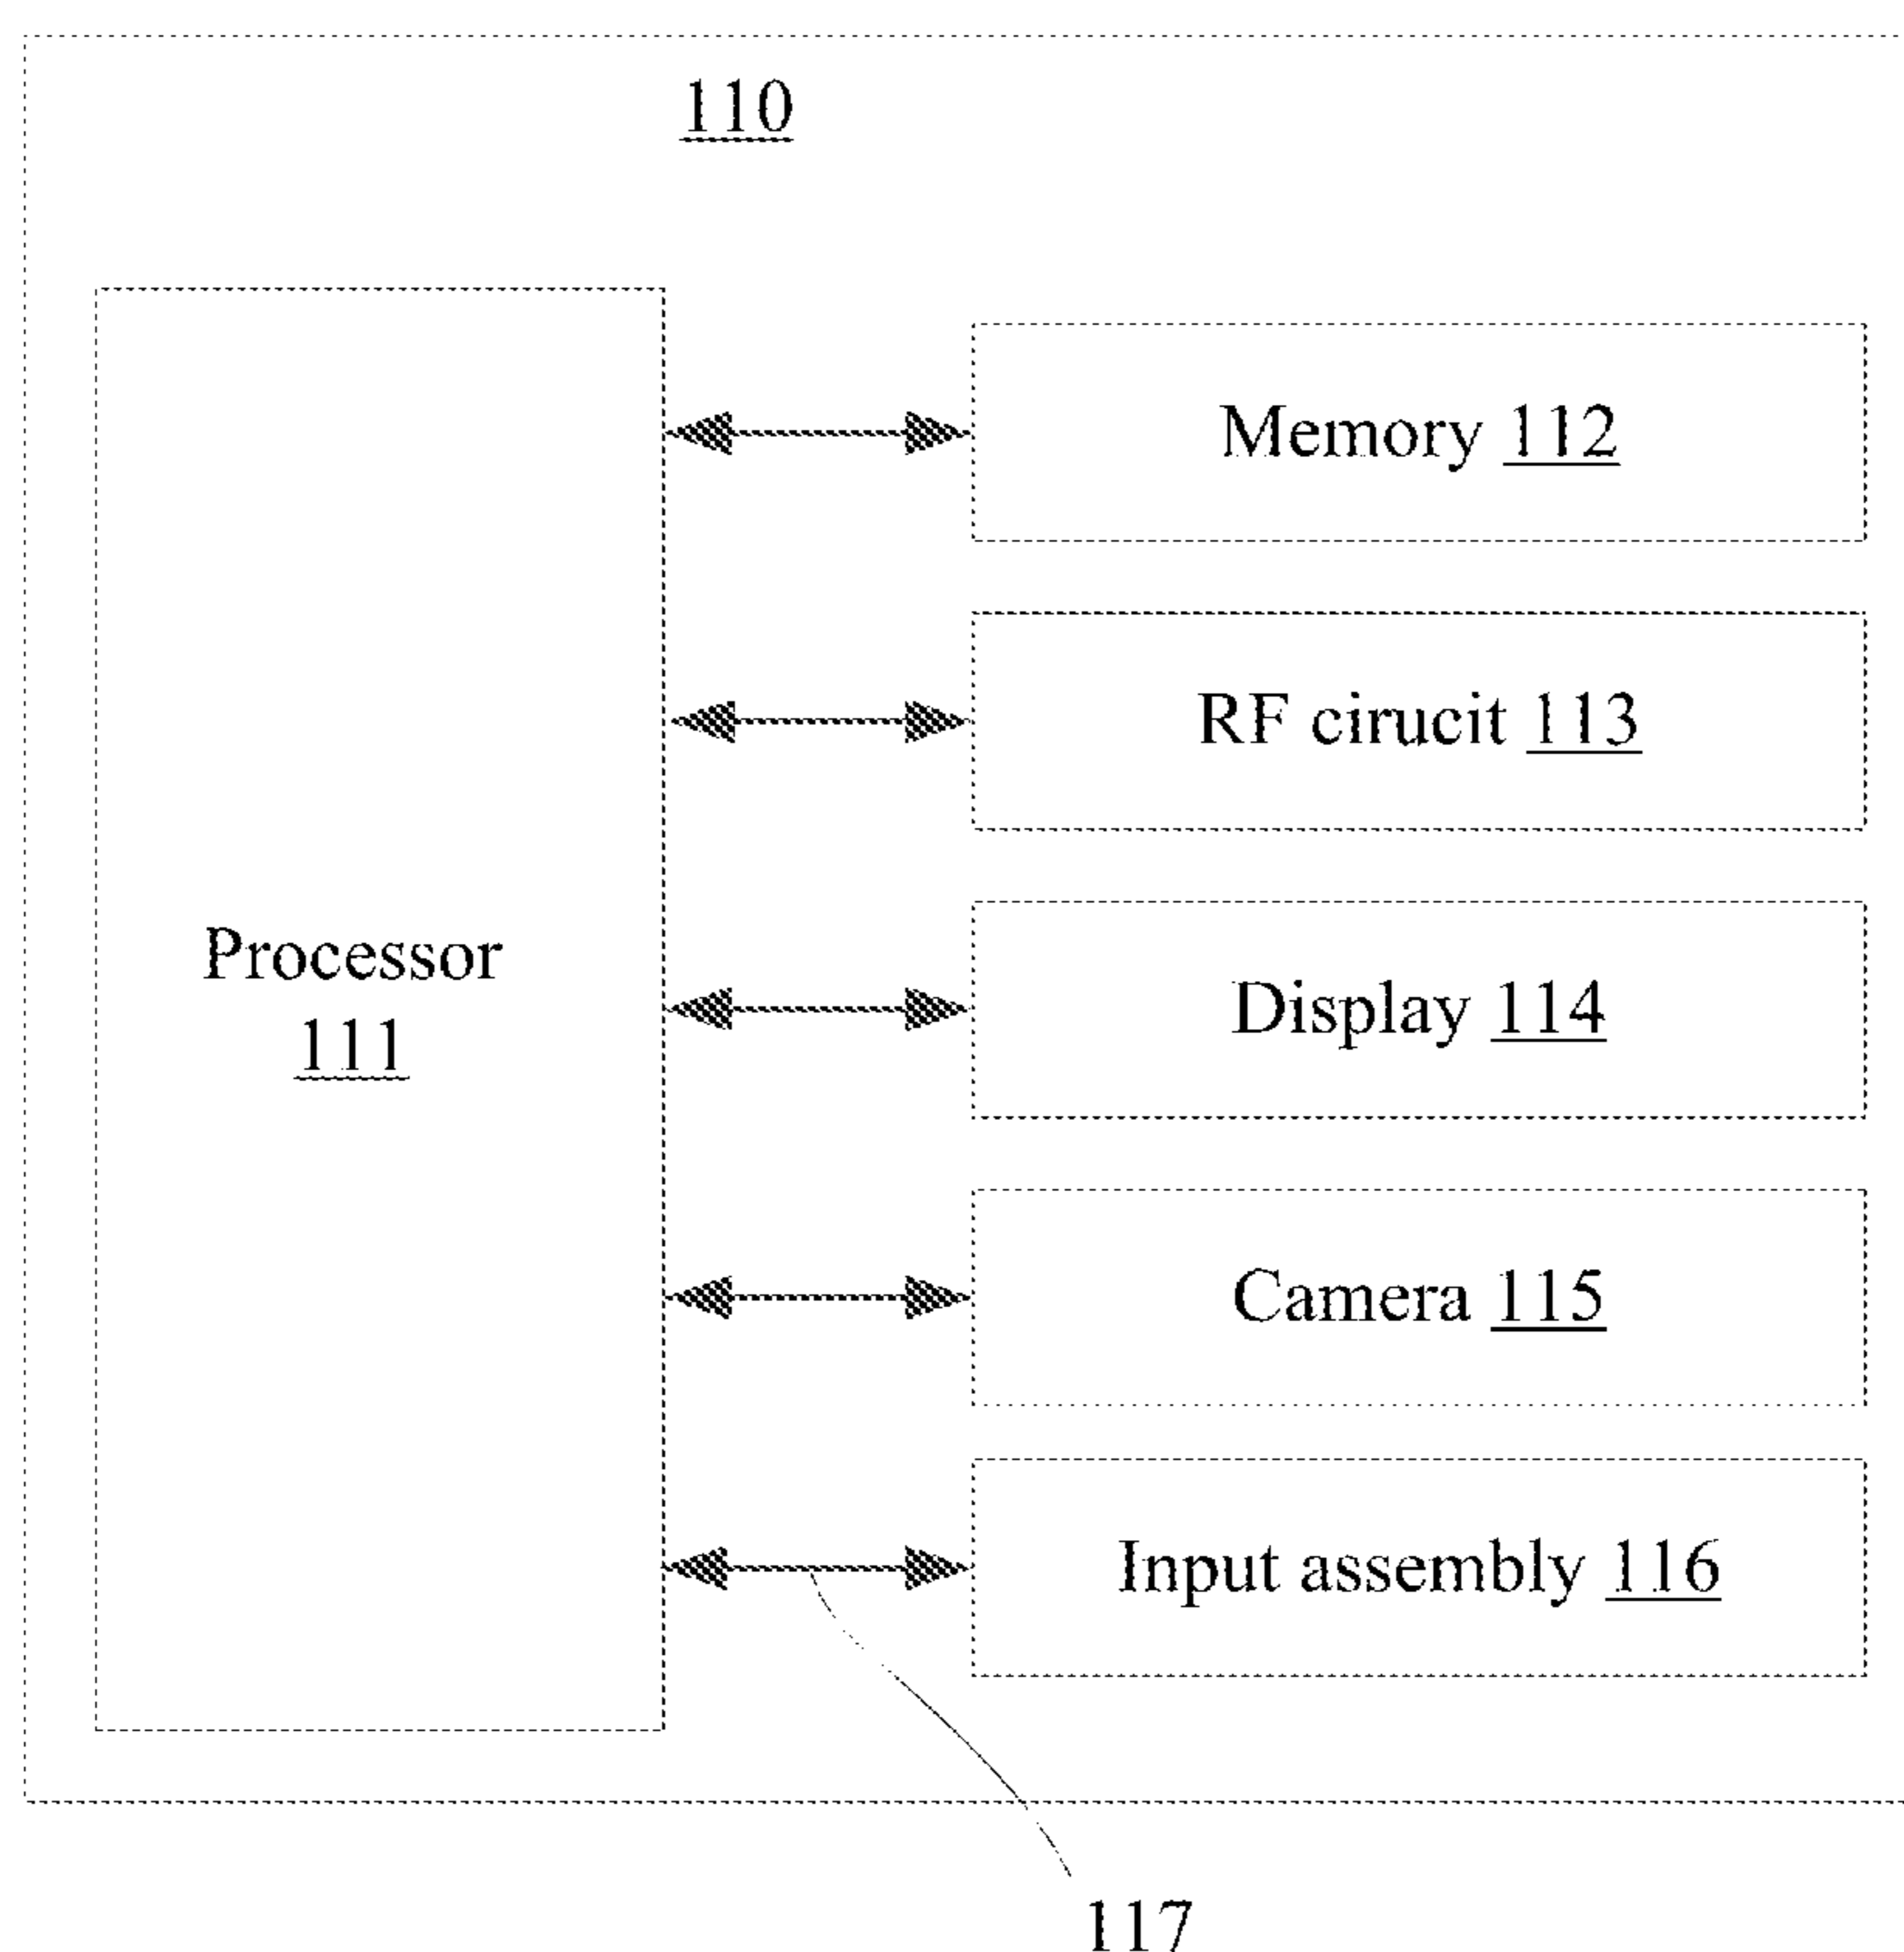 110
Memory 112
RF cirucit 113
Processor
111
Display 114
Camera 115
Input assembly 116
117